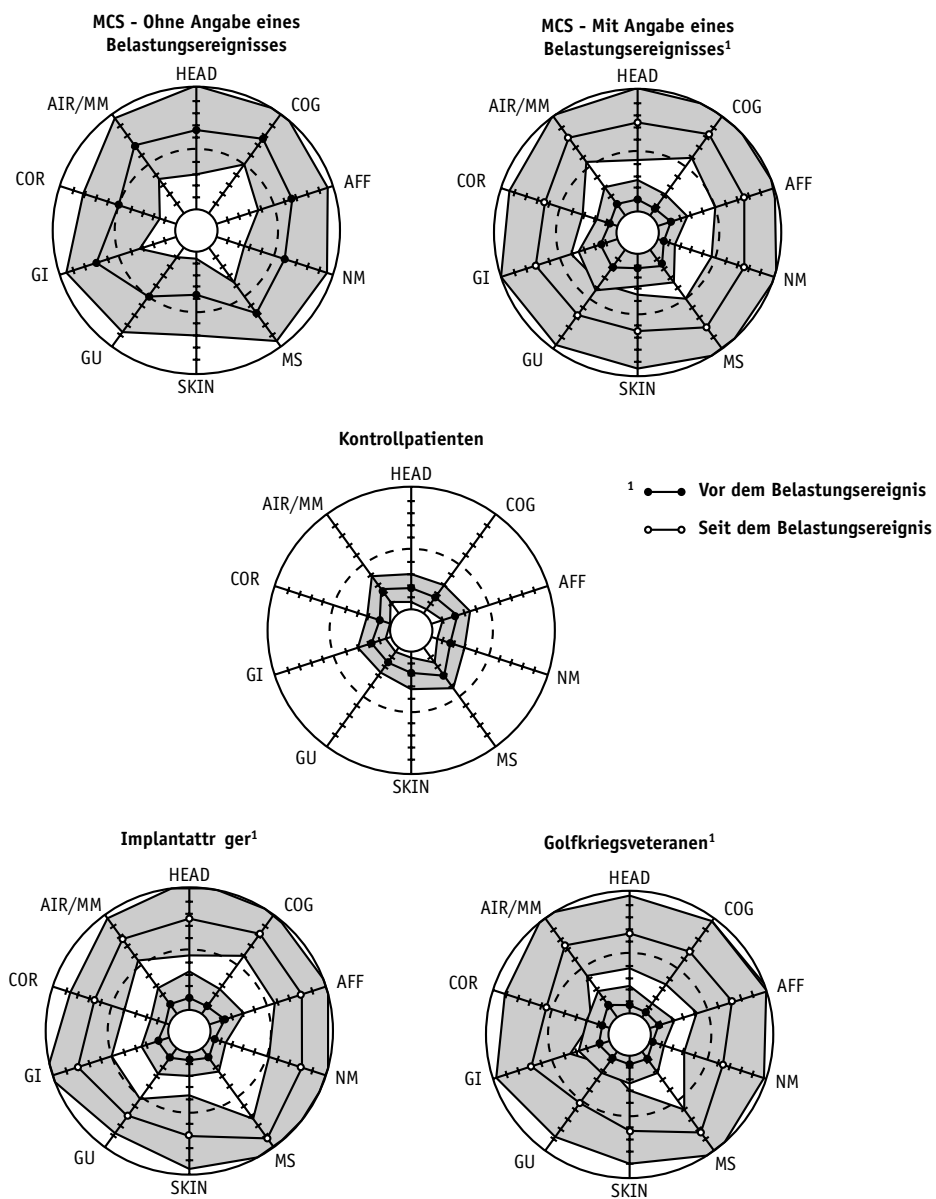 MCS - Ohne Angabe eines
Belastungsereignisses
HEAD
COG
AFF
NM
MS
SKIN
GU
GI
COR
AIR/MM
MCS - Mit Angabe eines
Belastungsereignisses¹
HEAD
COG
AFF
NM
MS
SKIN
GU
GI
COR
AIR/MM
Kontrollpatienten
HEAD
COG
AFF
NM
MS
SKIN
GU
GI
COR
AIR/MM
¹ Vor dem Belastungsereignis
Seit dem Belastungsereignis
Implantattr ger¹
HEAD
COG
AFF
NM
MS
SKIN
GU
GI
COR
AIR/MM
Golfkriegsveteranen¹
HEAD
COG
AFF
NM
MS
SKIN
GU
GI
COR
AIR/MM